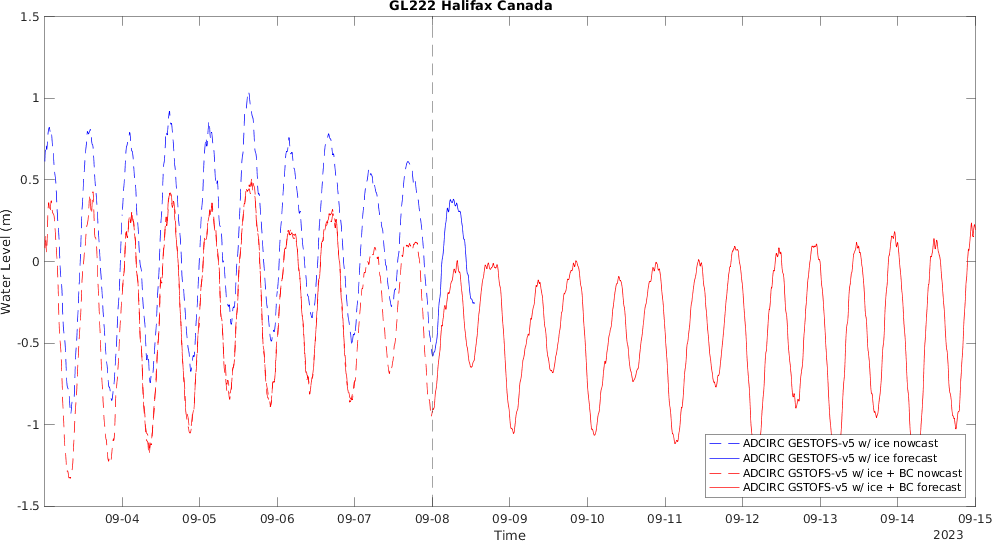 GL222 Halifax Canada
1.5
1
0.5
0
-0.5
-1
-1.5
Water Level (m)
ADCIRC GESTOFS-v5 w/ ice nowcast
ADCIRC GESTOFS-v5 w/ ice forecast
ADCIRC GSTOFS-v5 w/ ice + BC nowcast
ADCIRC GSTOFS-v5 w/ ice + BC forecast
09-04 09-05 09-06 09-07 09-08 09-09 09-10 09-11 09-12 09-13 09-14 09-15
Time
2023